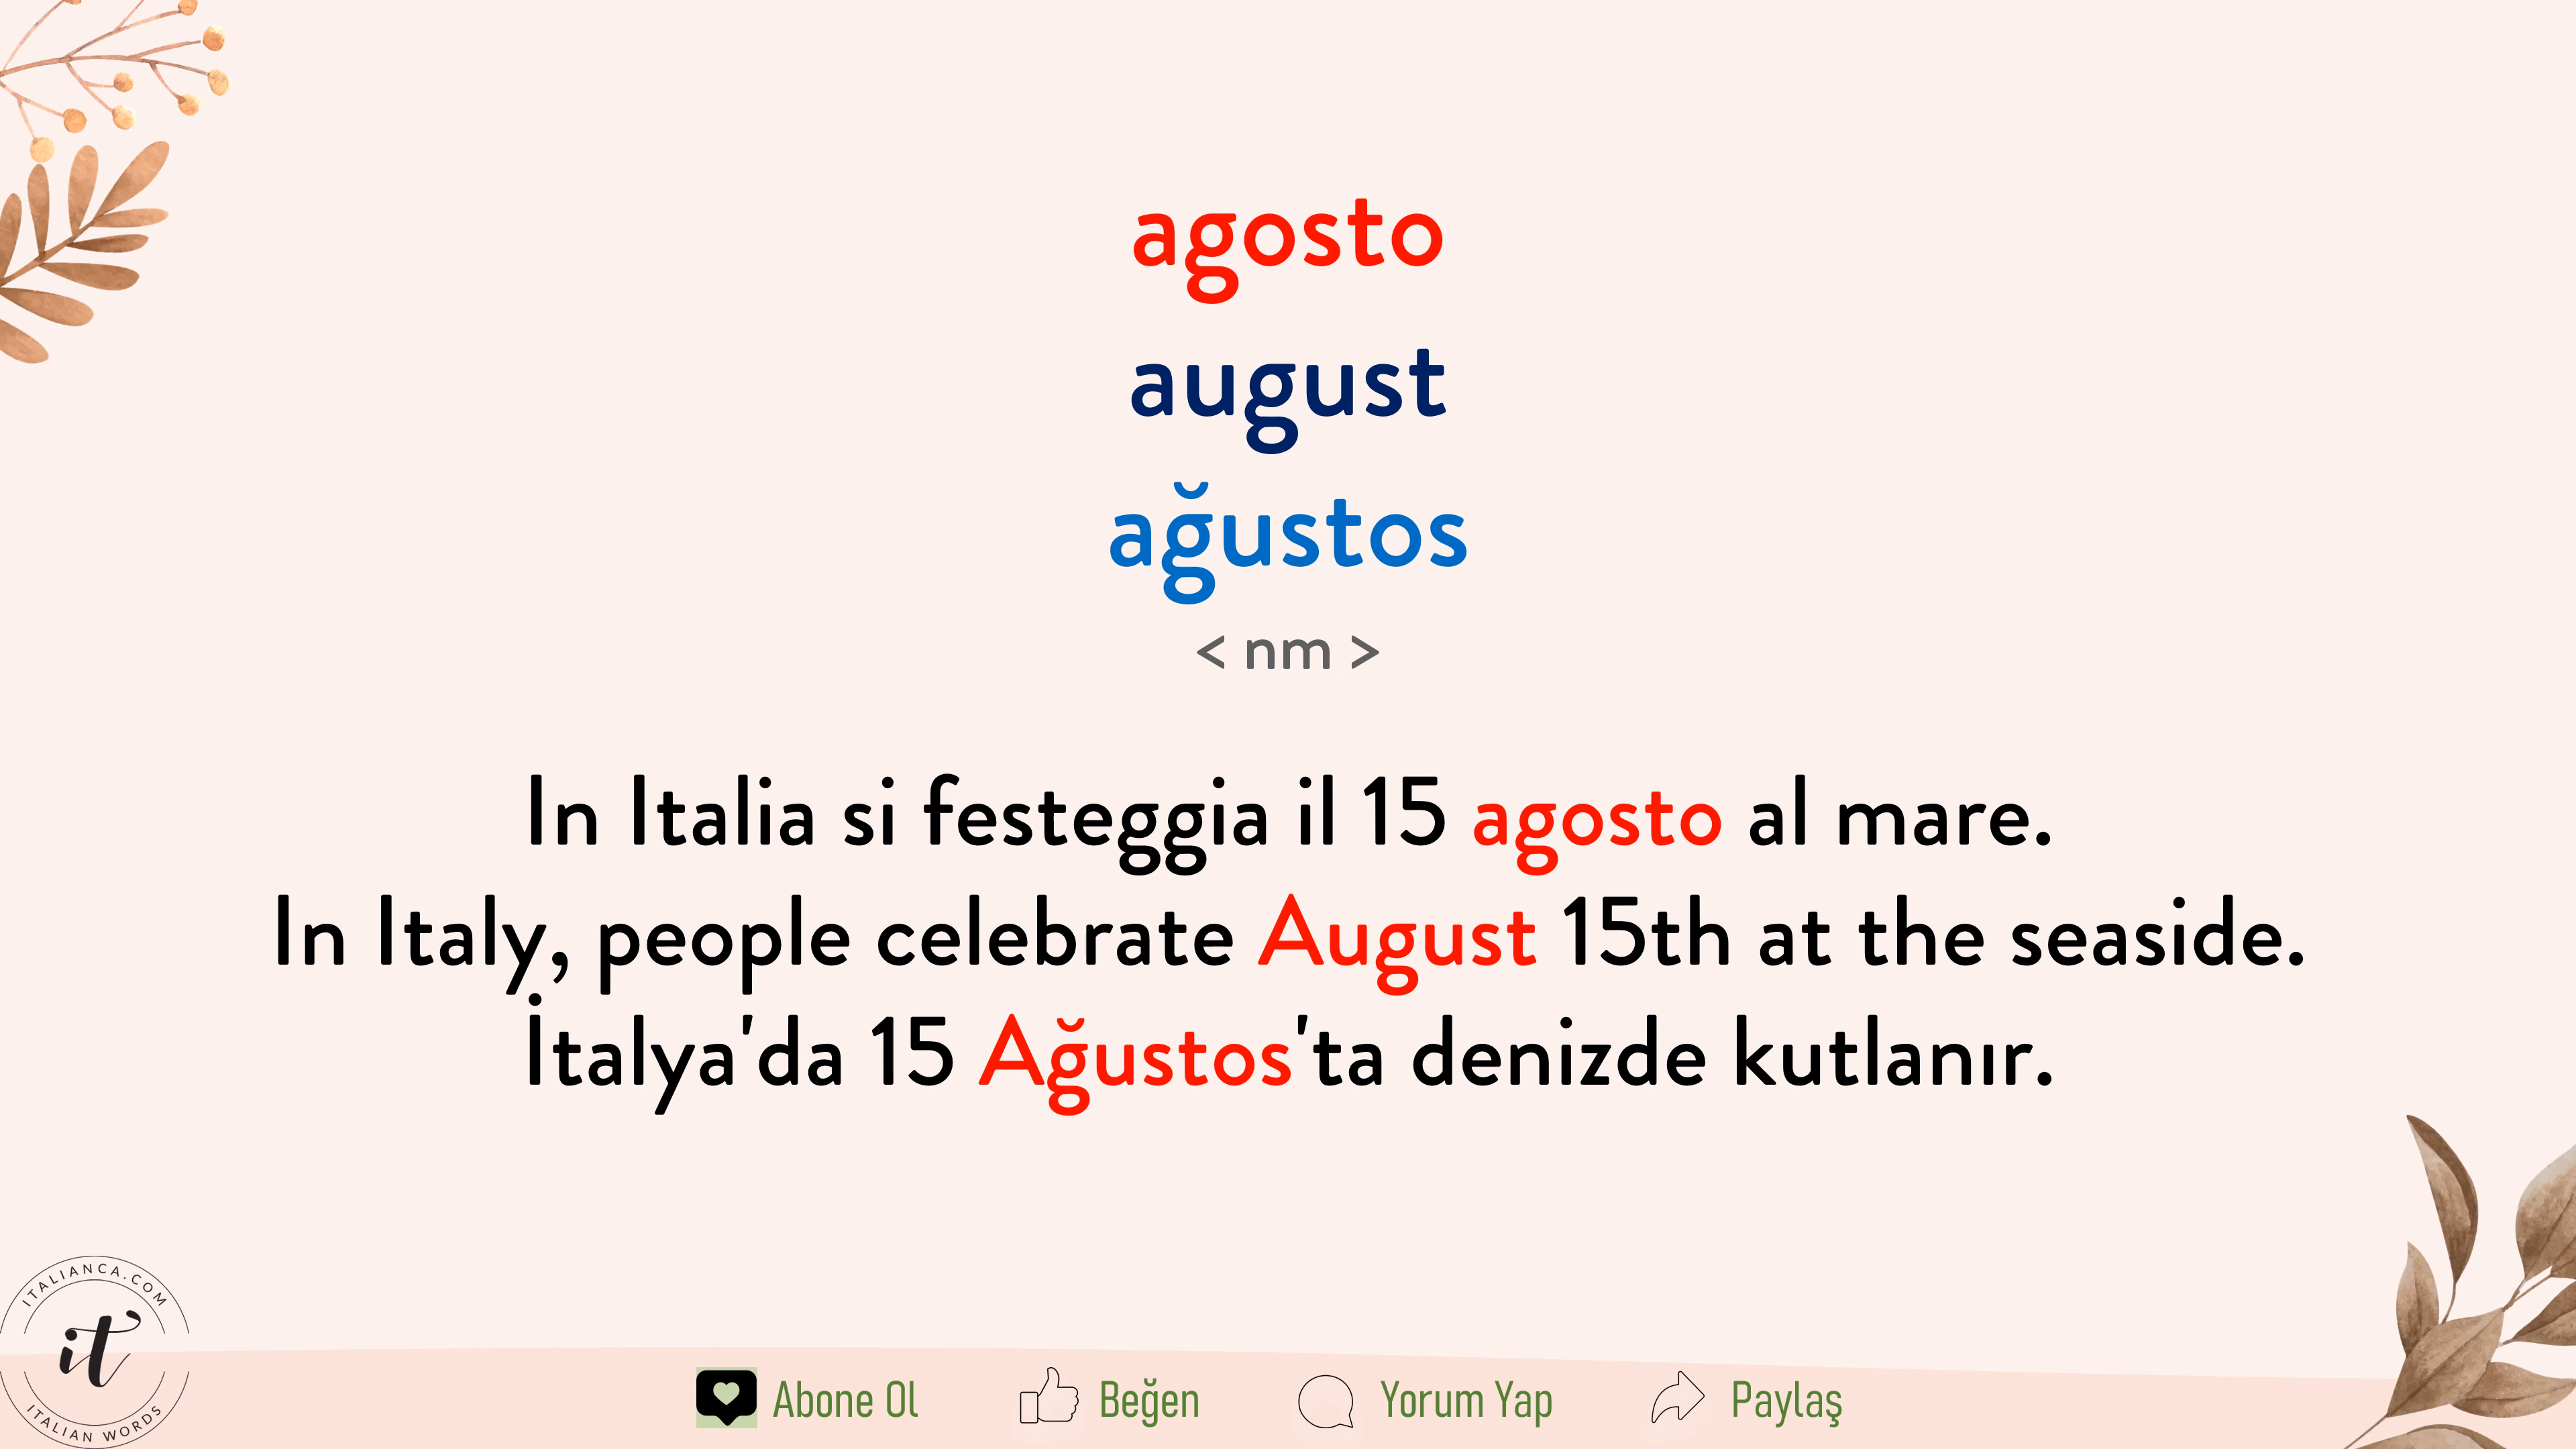 agosto
august
ağustos
< nm >
In Italia si festeggia il 15 agosto al mare.
In Italy, people celebrate August 15th at the seaside.
İtalya'da 15 Ağustos'ta denizde kutlanır.
ITALIANCA.COM
it
ITALIAN WORDS
Abone Ol Beğen Yorum Yap Paylaş